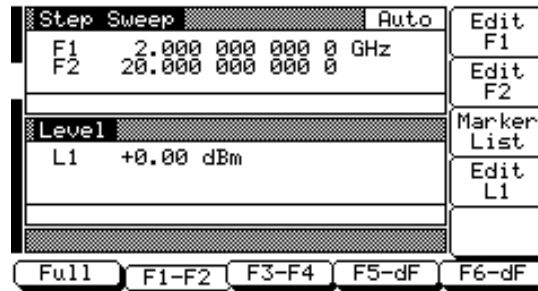 Step Sweep Auto
F1 2.000 000 000 0 GHz
F2 20.000 000 000 0
Level
L1 +0.00 dBm
Edit
F1
Edit
F2
Marker
List
Edit
L1
Full F1-F2 F3-F4 F5-dF F6-dF